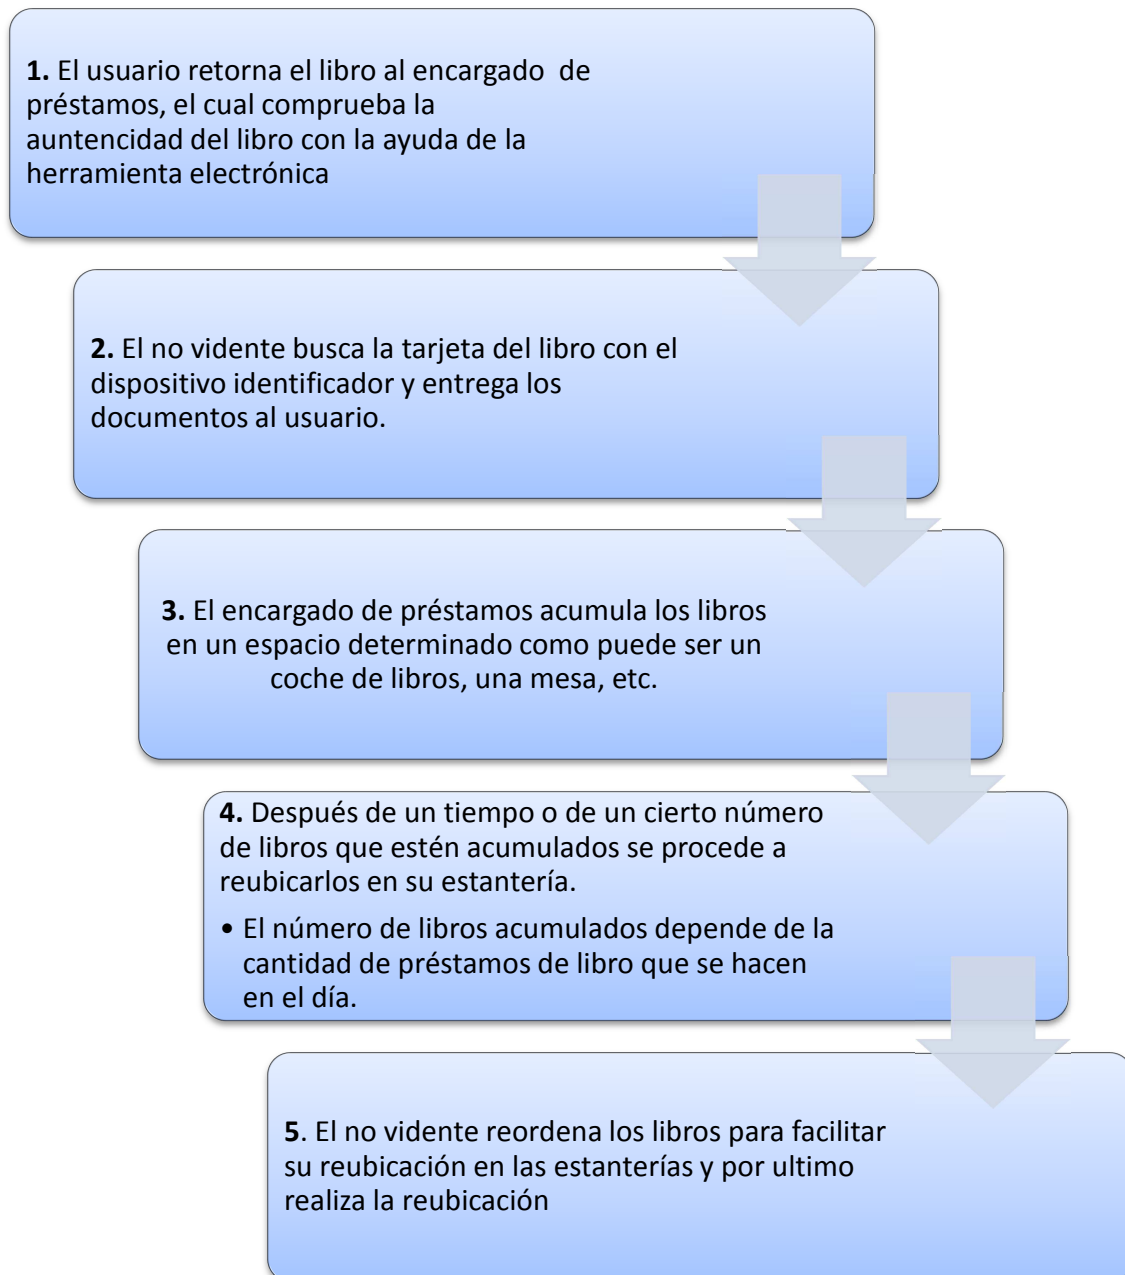 1. El usuario retorna el libro al encargado  de
préstamos, el cual comprueba la
auntencidad del libro con la ayuda de la
herramienta electrónica
2. El no vidente busca la tarjeta del libro con el
dispositivo identificador y entrega los
documentos al usuario.
3. El encargado de préstamos acumula los libros
en un espacio determinado como puede ser un
coche de libros, una mesa, etc.
4. Después de un tiempo o de un cierto número
de libros que estén acumulados se procede a
reubicarlos en su estantería.
• El número de libros acumulados depende de la
cantidad de préstamos de libro que se hacen
en el día.
5. El no vidente reordena los libros para facilitar
su reubicación en las estanterías y por ultimo
realiza la reubicación